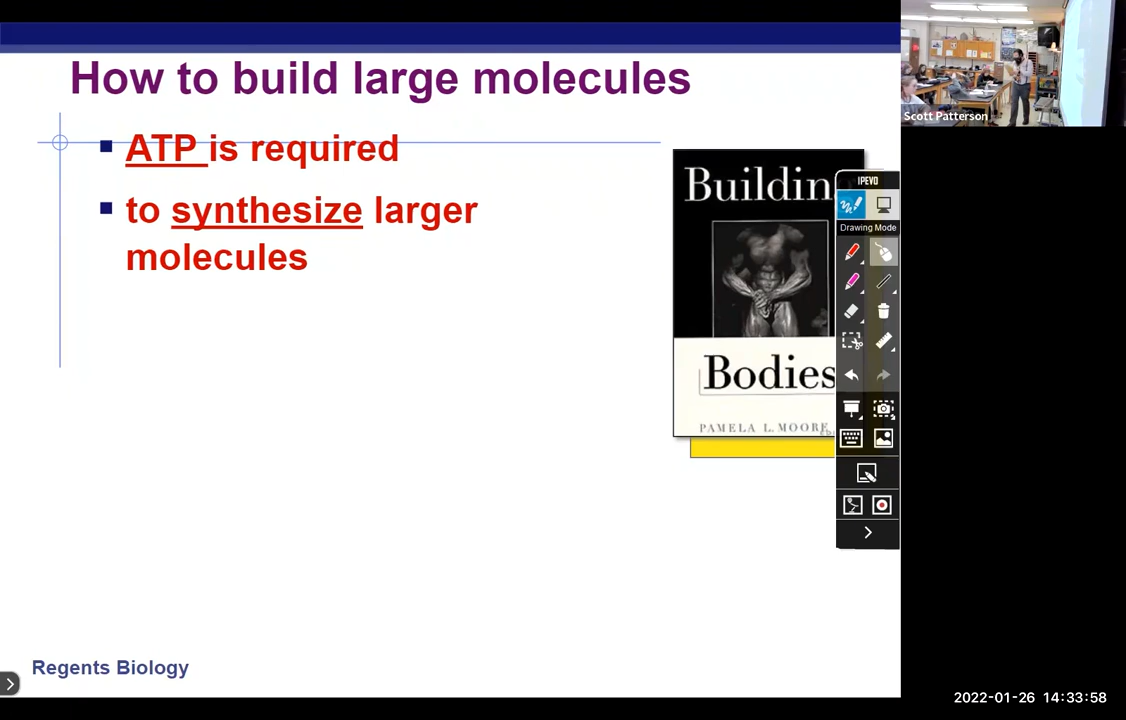 How to build large molecules
ATP is required
to synthesize larger
molecules
Building
Bodies
PAMELA L. MOORE
IPEVO
Drawing Mode
Scott Patterson
Regents Biology
2022-01-26 14:33:58